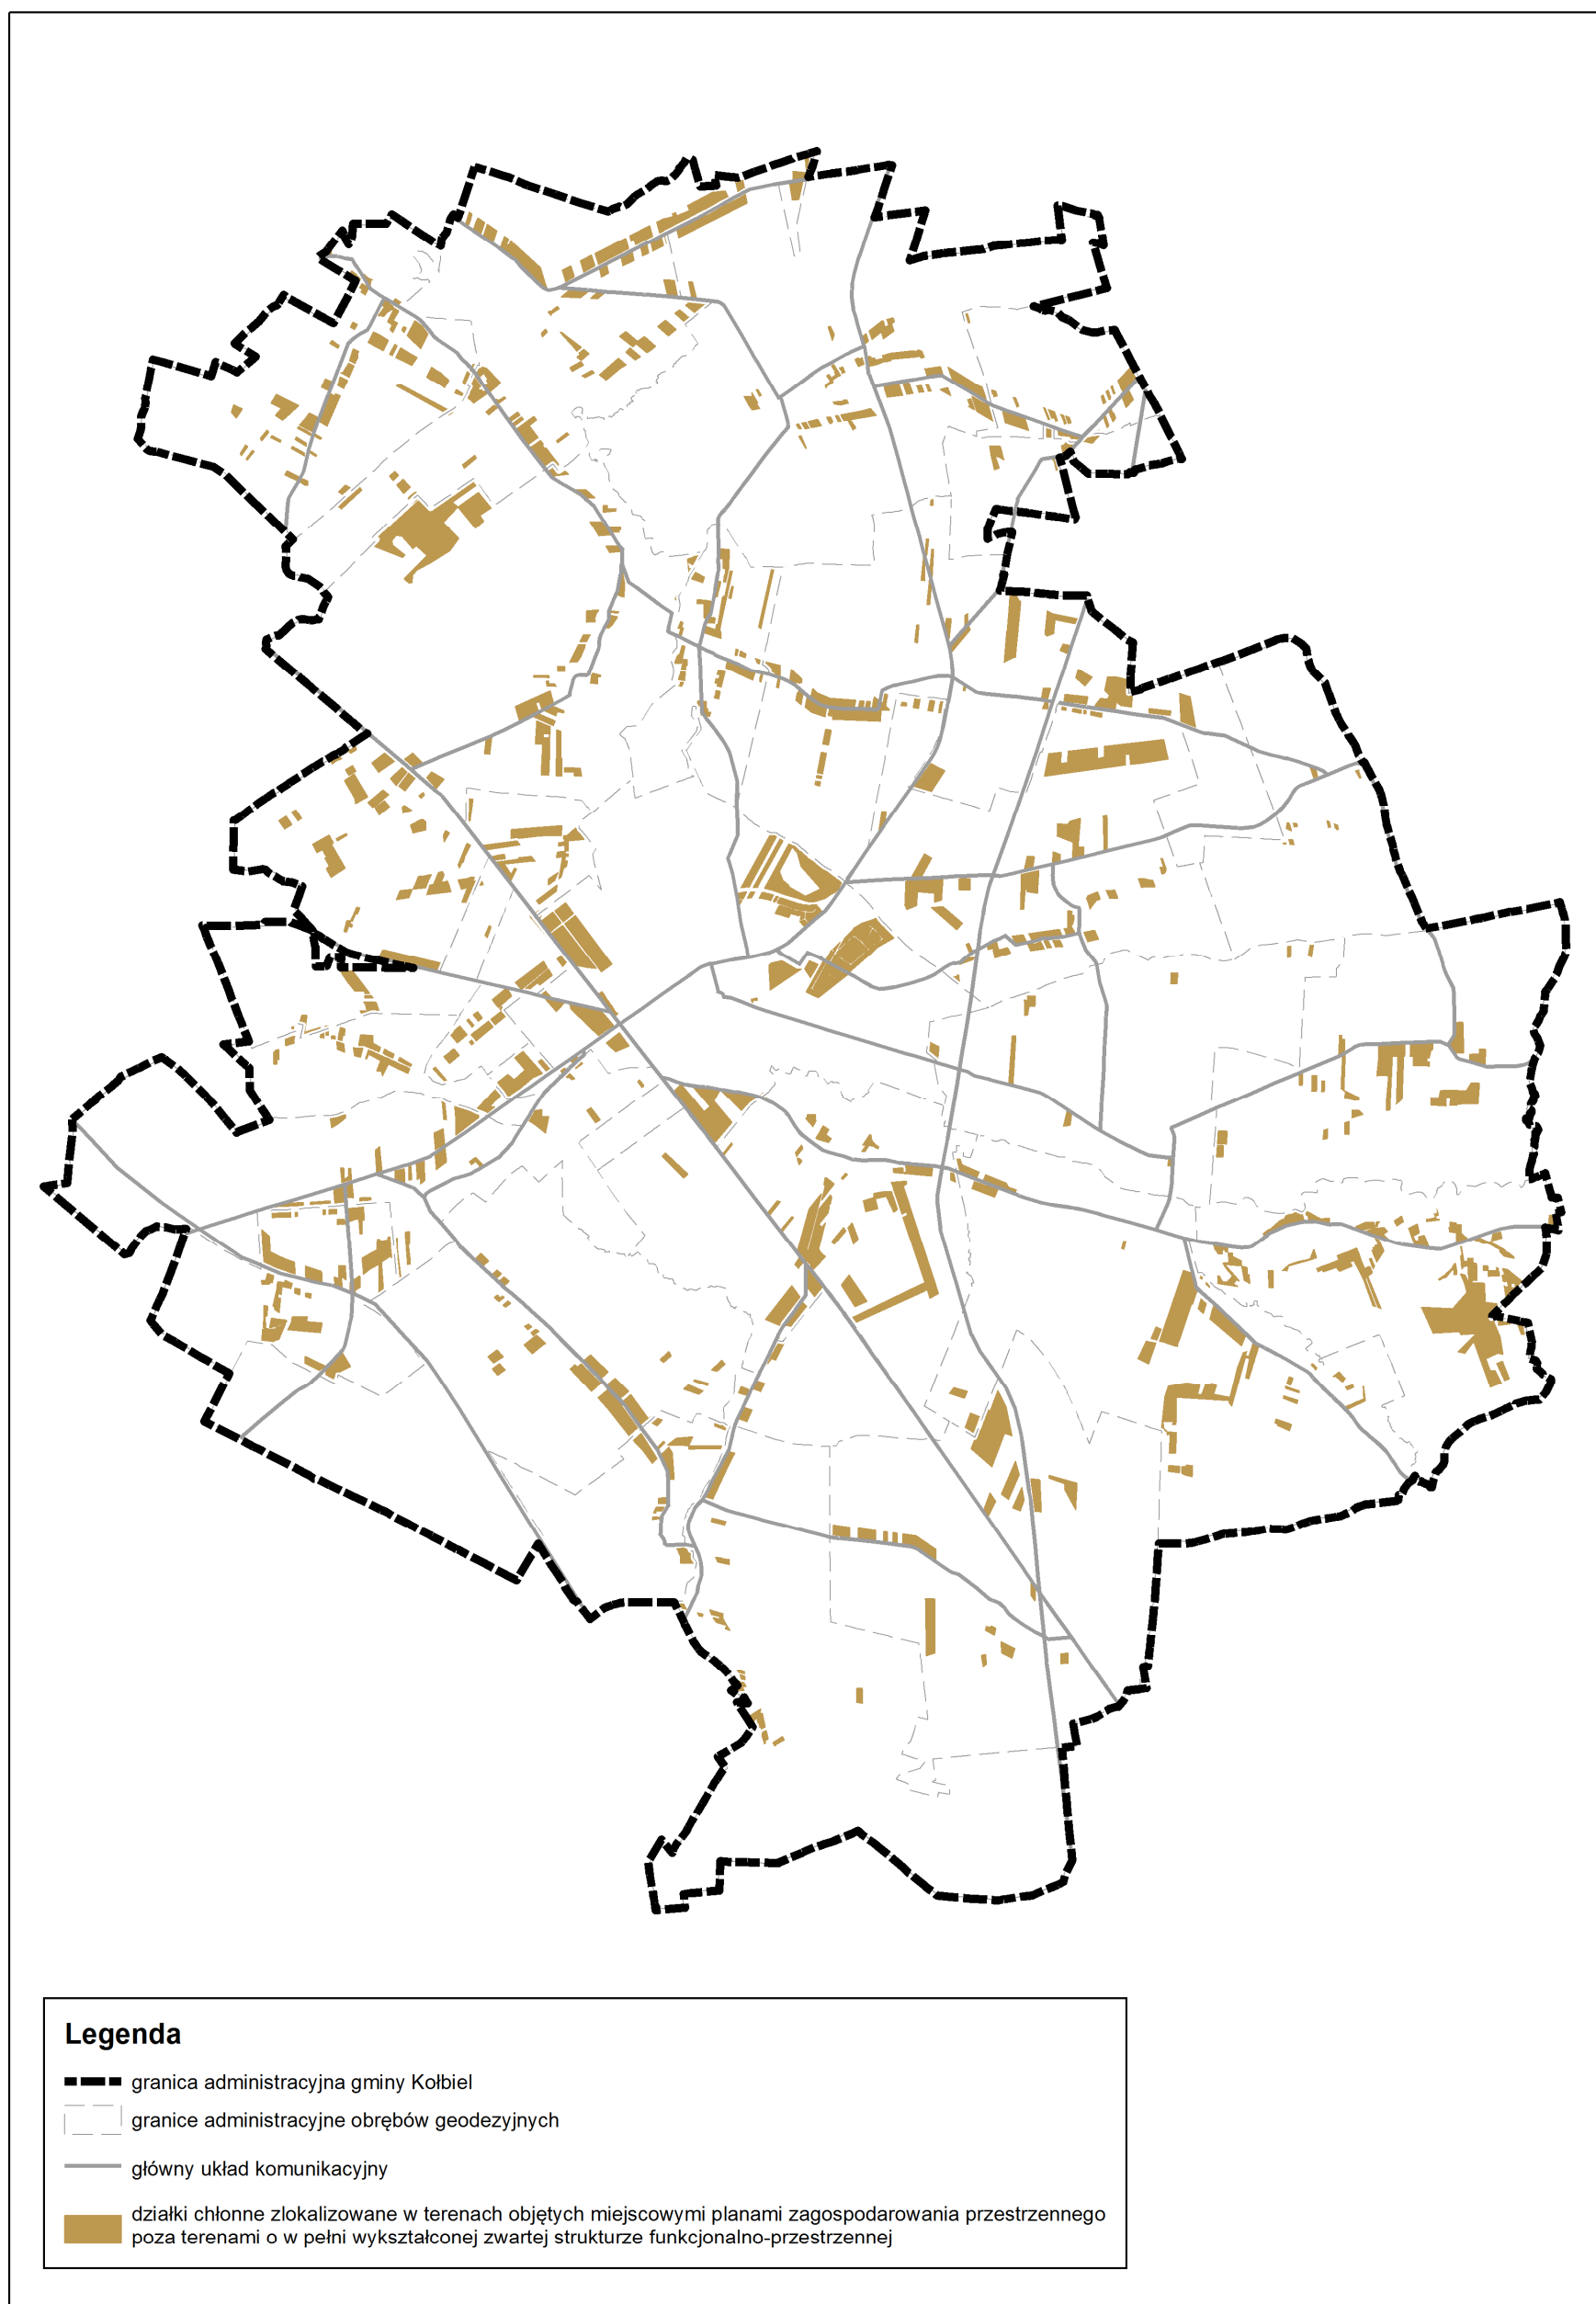 Legenda
granica administracyjna gminy Kołbiel
granice administracyjne obrębów geodezyjnych
główny układ komunikacyjny
działki chłonne zlokalizowane w terenach objętych miejscowymi planami zagospodarowania przestrzennego
poza terenami o w pełni wykształconej zwartej strukturze funkcjonalno-przestrzennej